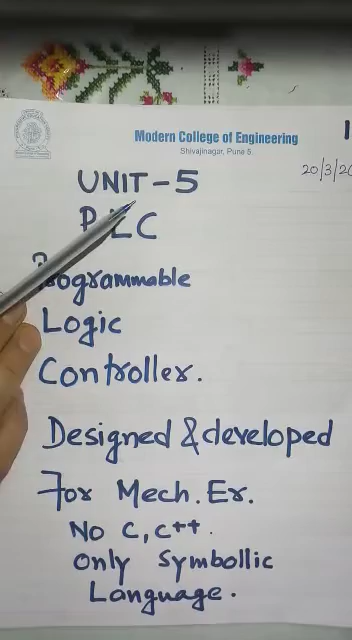 Modern College of Engineering
Shivajinagar, Pune 5.
20/3/20
UNIT-5
PLC
Programmable
Logic
Controller.
Designed & developed
For Mech. Er.
No C, C++.
Only Symbollic
Language.